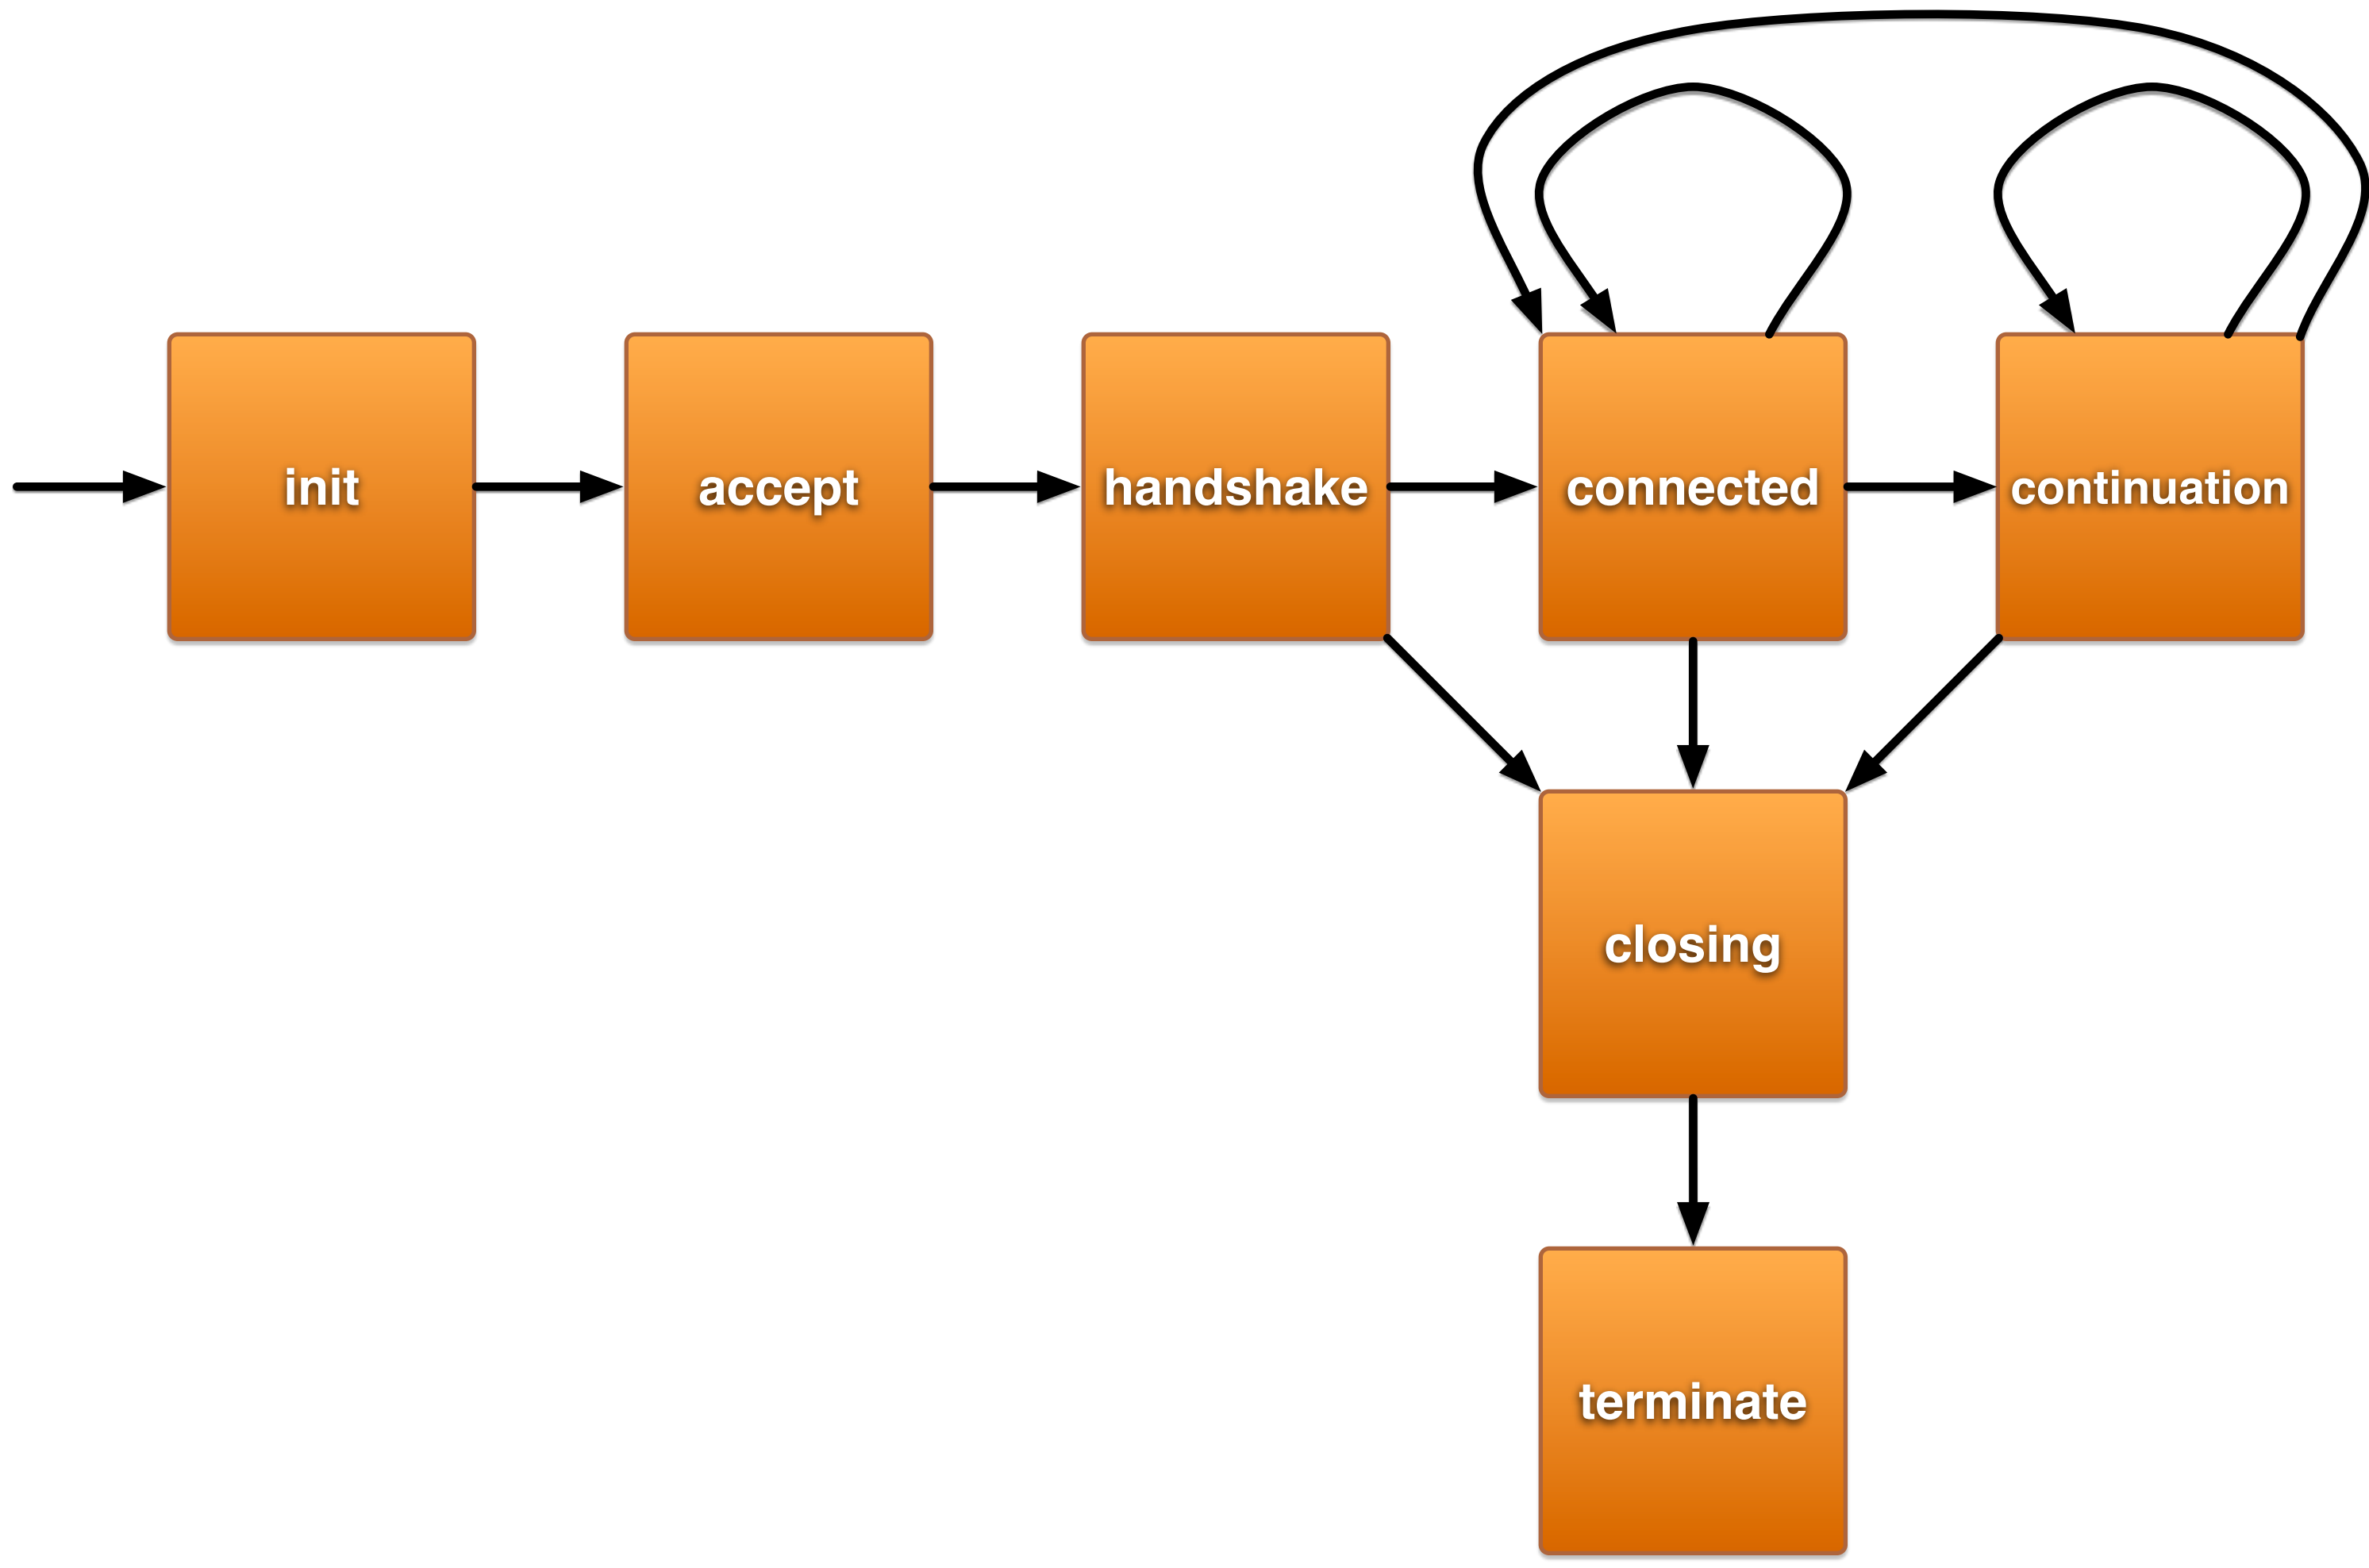 init
accept
handshake
connected
continuation
closing
terminate